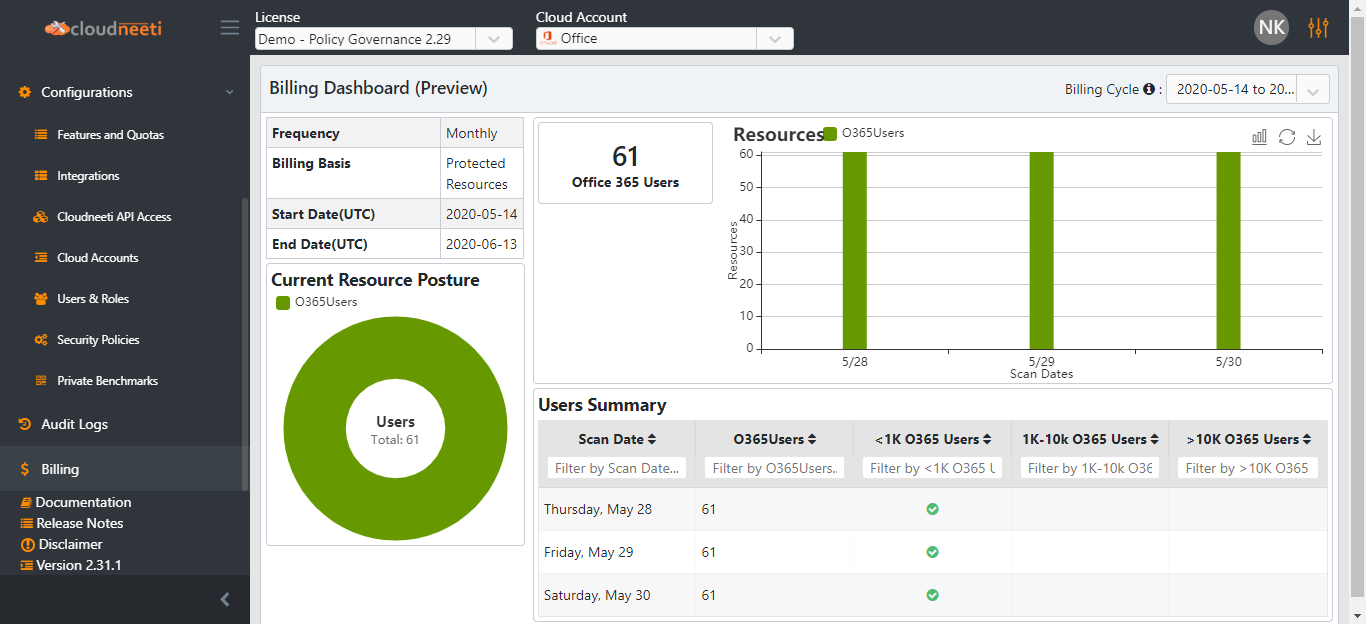 cloudneeti
License
Demo - Policy Governance 2.29
Cloud Account
Office
NK
Configurations
Features and Quotas
Integrations
Cloudneeti API Access
Cloud Accounts
Users & Roles
Security Policies
Private Benchmarks
Audit Logs
Billing
Documentation
Release Notes
Disclaimer
Version 2.31.1
Billing Dashboard (Preview)
Billing Cycle :
2020-05-14 to 20...
Frequency Monthly
Billing Basis Protected
Resources
Start Date(UTC) 2020-05-14
End Date(UTC) 2020-06-13
Current Resource Posture
O365Users
Users
Total: 61
61
Office 365 Users
Resources O365Users
60
50
40
30
20
10
0
Resources
5/28 5/29 5/30
Scan Dates
Users Summary
Scan Date O365Users <1K O365 Users 1K-10k O365 Users >10K O365 Users
Filter by Scan Date... Filter by O365Users.. Filter by <1K O365 U Filter by 1K-10k O36 Filter by >10K O365
Thursday, May 28 61
Friday, May 29 61
Saturday, May 30 61